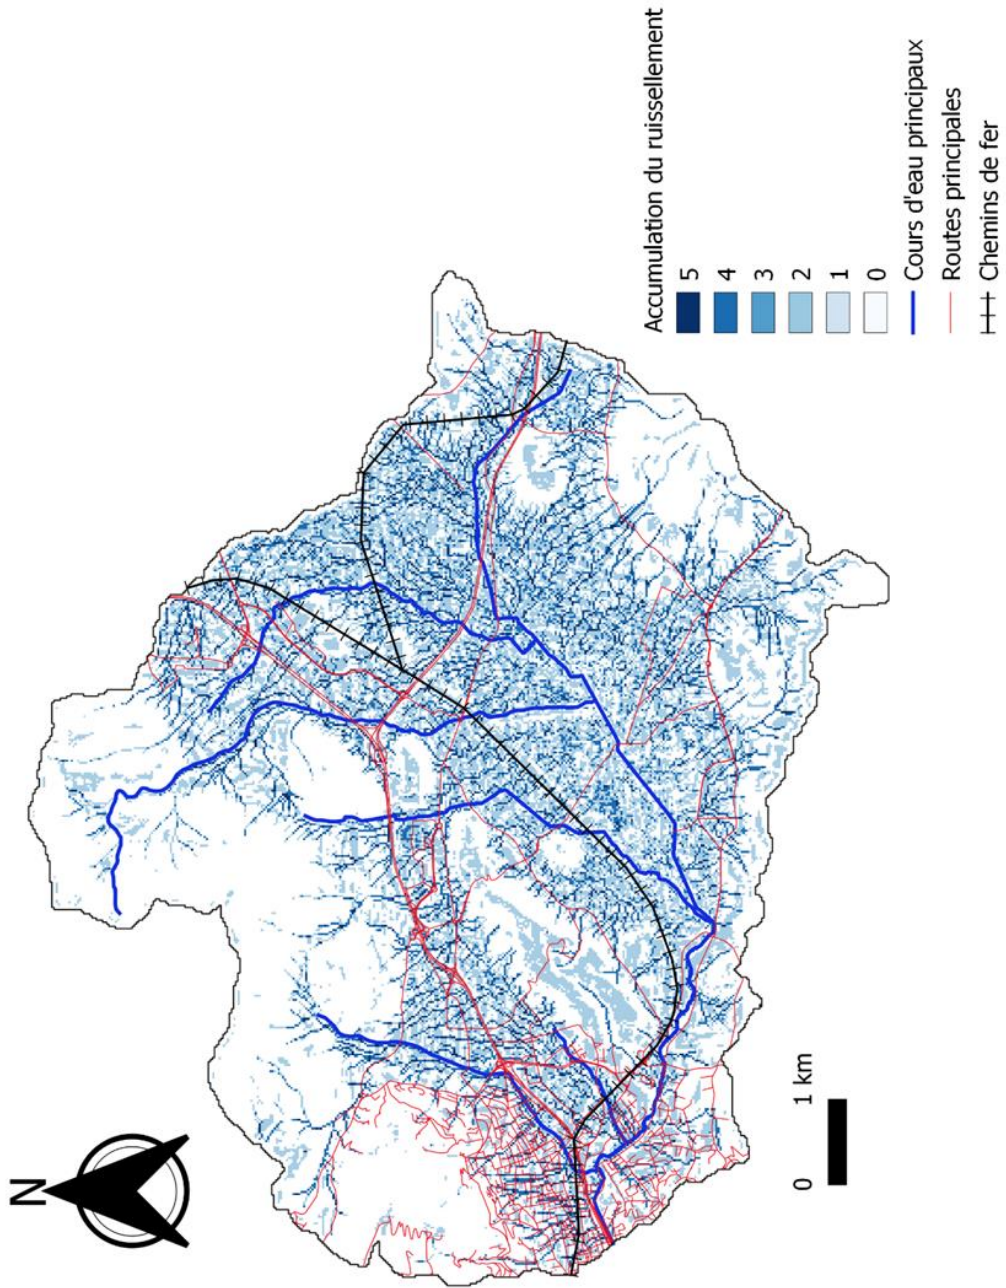 N
Accumulation du ruissellement
5
4
3
2
1
0
Cours d'eau principaux
Routes principales
Chemins de fer
0 1 km